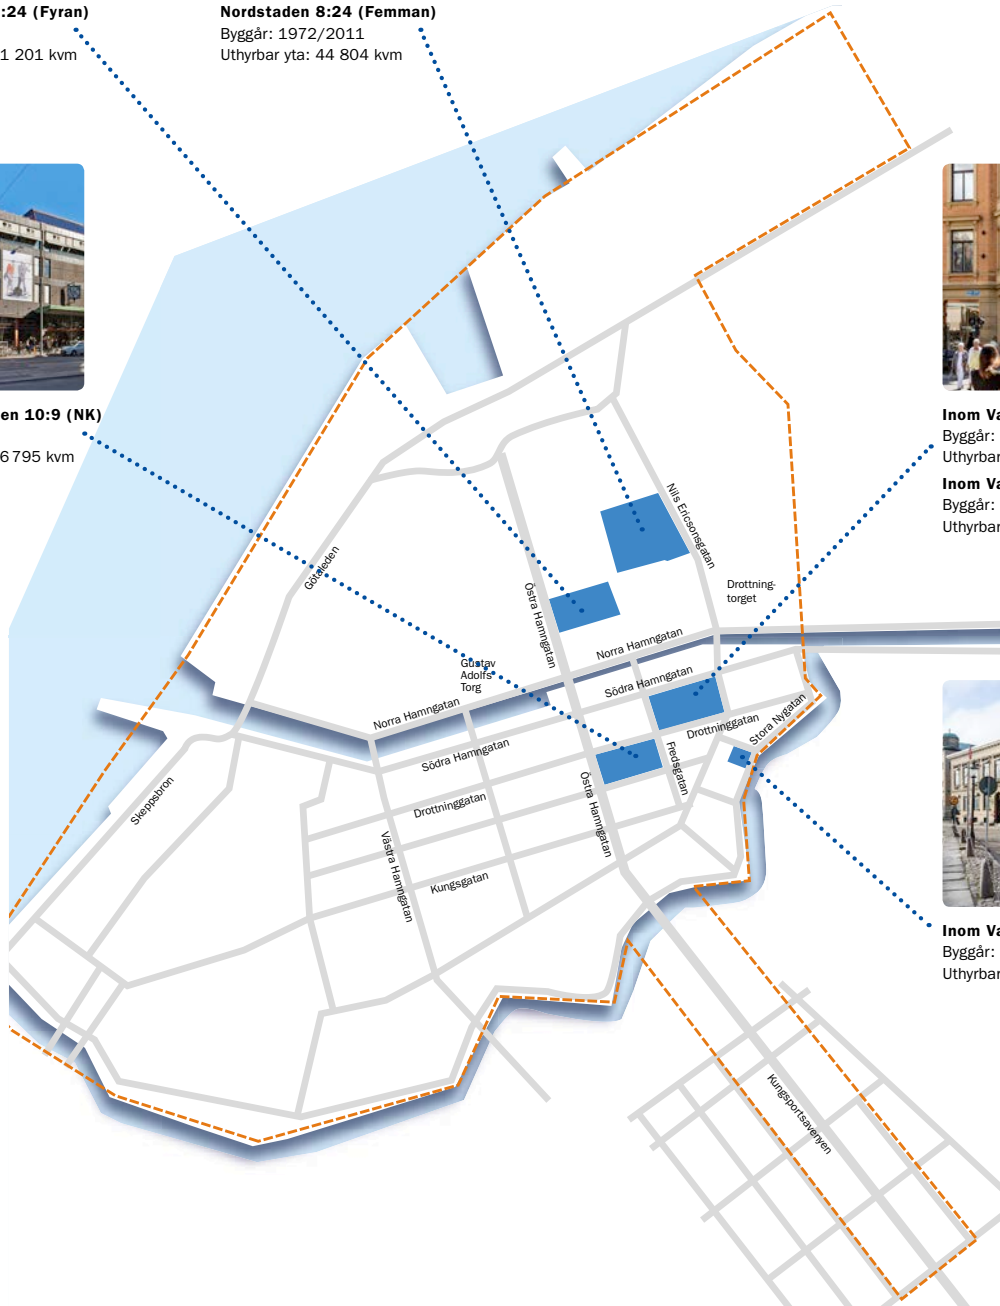 :24 (Fyran)
1 201 kvm
Nordstaden 8:24 (Femman)
Byggår: 1972/2011
Uthyrbar yta: 44 804 kvm
en 10:9 (NK)
6 795 kvm
Inom Va
Byggår:
Uthyrbar
Inom Va
Byggår:
Uthyrbar
Nils Ericsonsgatan
Götaleden
Östra Hamngatan
Drottning-
torget
Norra Hamngatan
Gustav
Adolfs
Torg
Södra Hamngatan
Norra Hamngatan
Stora Nygatan
Drottninggatan
Södra Hamngatan
Fredsgatan
Skeppsbron
Drottninggatan
Östra Hamngatan
Västra Hamngatan
Kungsgatan
Inom Va
Byggår:
Uthyrbar
Kungsportsavenyen